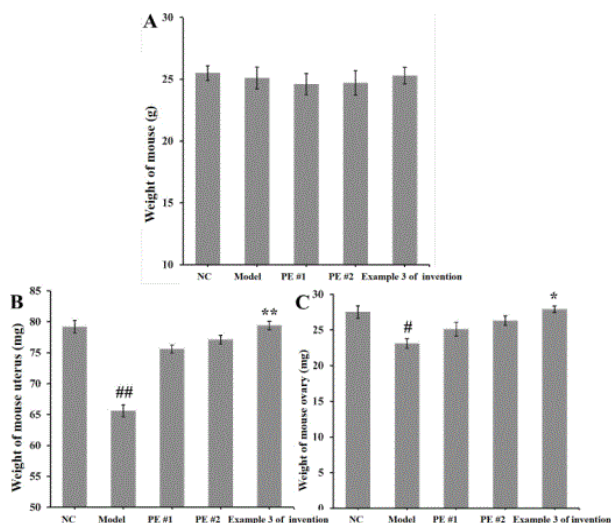 A
30
25
20
15
10
Weight of mouse (g)
NC Model PE #1 PE #2 Example 3 of invention
B
85
80
75
70
65
60
55
50
Weight of mouse uterus (mg)
##
**
NC Model PE #1 PE #2 Example 3 of invention
C
30
25
20
15
10
5
0
Weight of mouse ovary (mg)
#
*
NC Model PE #1 PE #2 Example 3 of invention